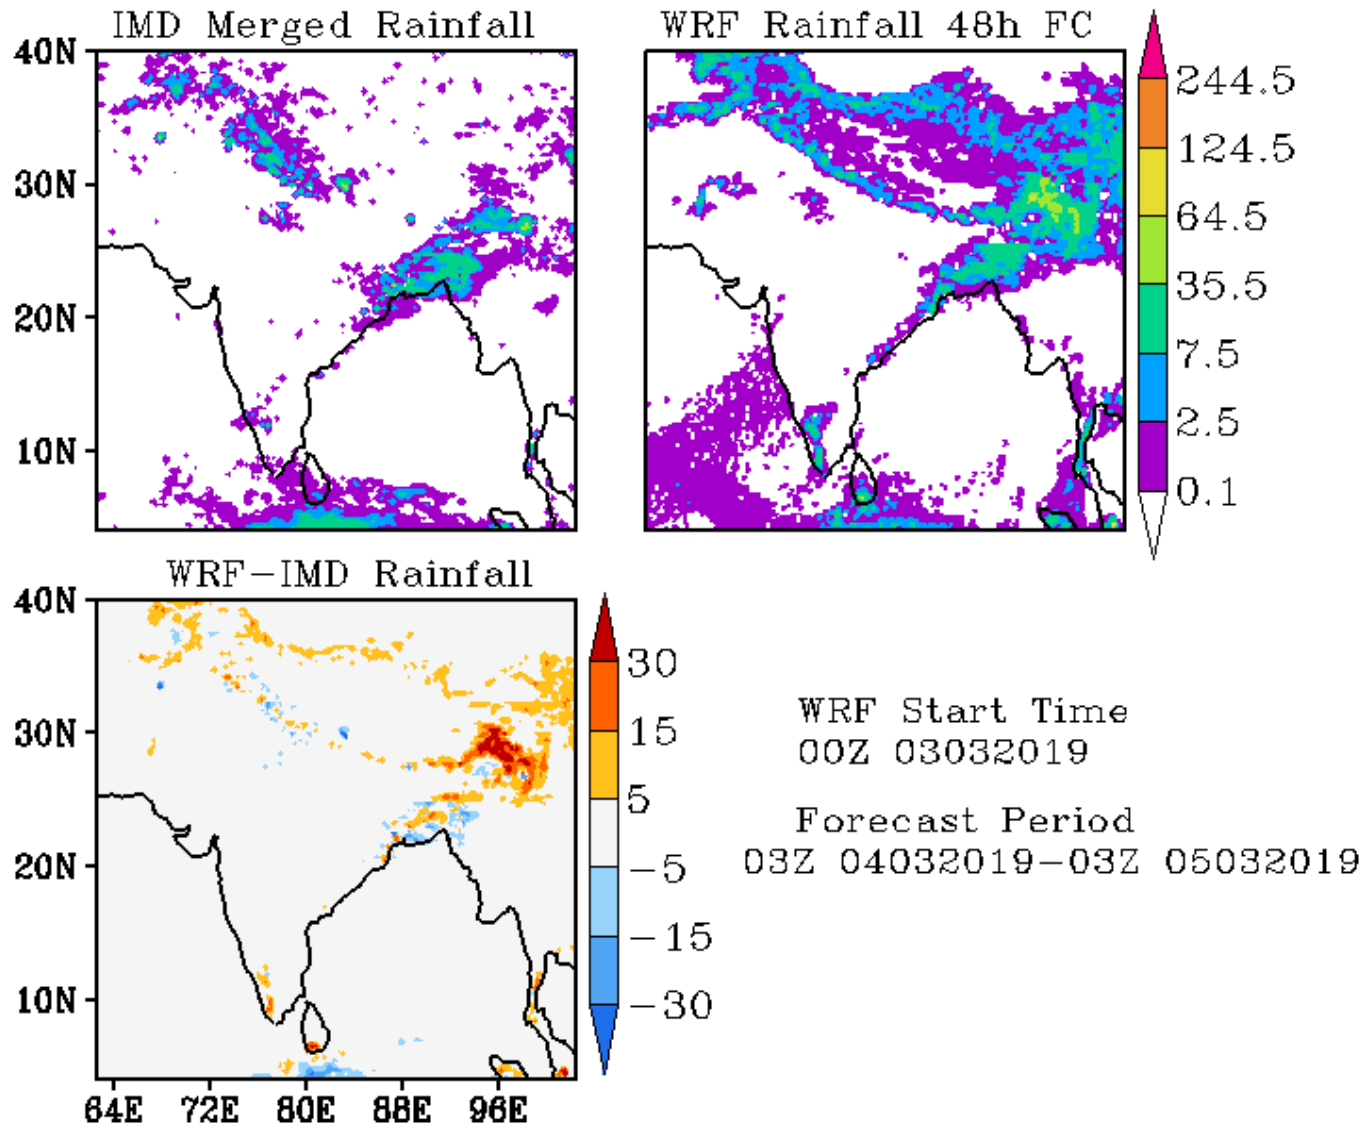 IMD Merged Rainfall
WRF Rainfall 48h FC
40N
30N
20N
10N
244.5
124.5
64.5
35.5
7.5
2.5
0.1
WRF-IMD Rainfall
40N
30N
20N
10N
64E 72E 80E 88E 96E
30
15
5
-5
-15
-30
WRF Start Time
00Z 03032019
Forecast Period
03Z 04032019-03Z 05032019